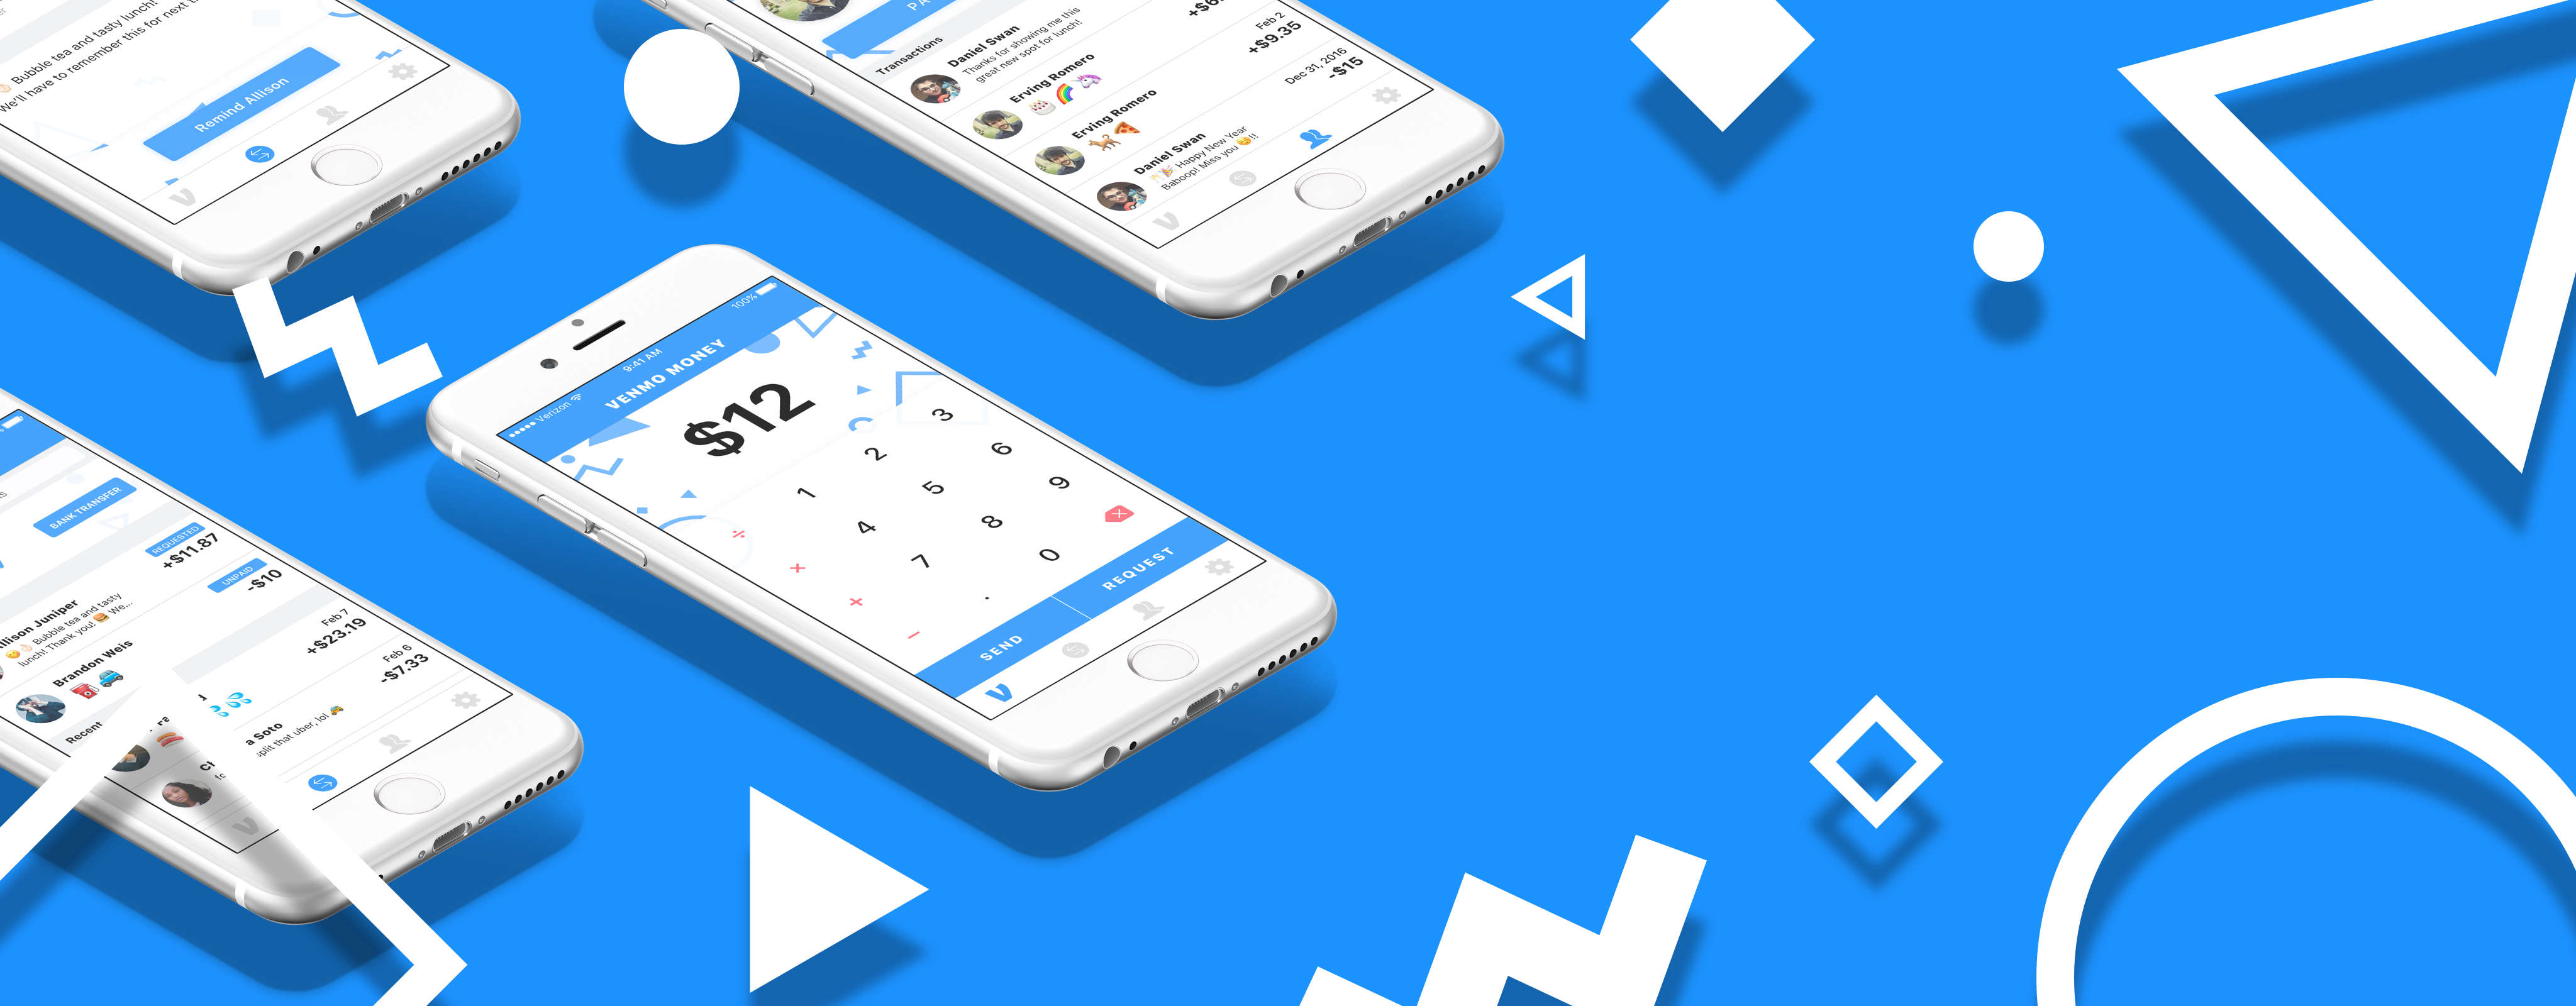 Bubble tea and tasty lunch!
We'll have to remember this for next
Remind Allison
Transactions
Daniel Swan
Thanks for showing me this
great new spot for lunch!
Erving Romero
🎂🌈🦄
Feb 2
+$9.35
Erving Romero
🐕🍕
Dec 31, 2016
-$15
Daniel Swan
Happy New Year
Baboop! Miss you 😘!!
Verizon
9:41 AM
100%
VENMO MONEY
$12
1 2 3
÷
4 5 6
×
7 8 9
+
. 0
−
SEND
REQUEST
BANK TRANSFER
llison Juniper
Bubble tea and tasty
lunch! Thank you! 🍔 We...
REQUESTED
+$11.87
Brandon Weis
UNPAID
-$10
Recent
Feb 7
+$23.19
a Soto
split that uber, lol 🚕
Feb 6
-$7.33